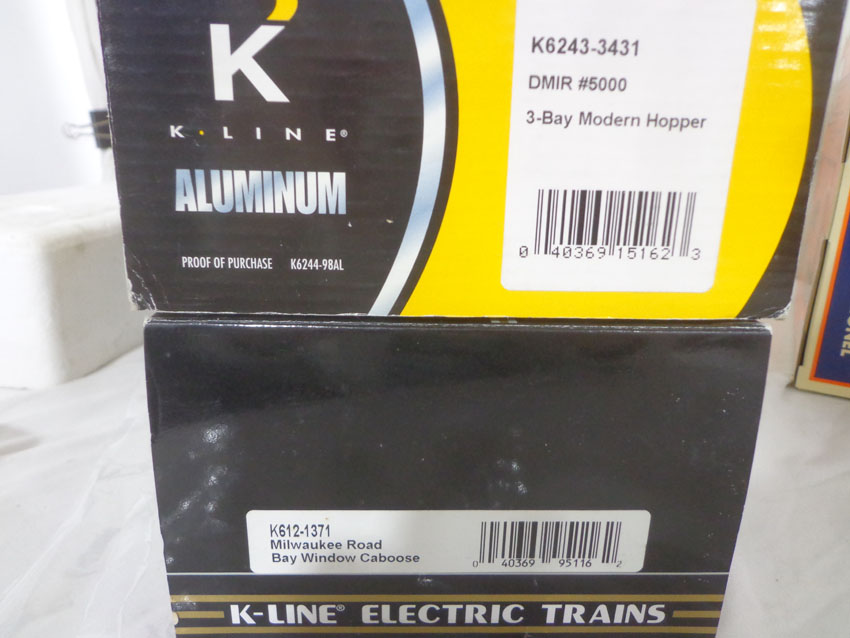 K
K·LINE®
ALUMINUM
PROOF OF PURCHASE K6244-98AL
K6243-3431
DMIR #5000
3-Bay Modern Hopper
0 40369 15162 3
NEL
K612-1371
Milwaukee Road
Bay Window Caboose
0 40369 95116 2
K-LINE® ELECTRIC TRAINS